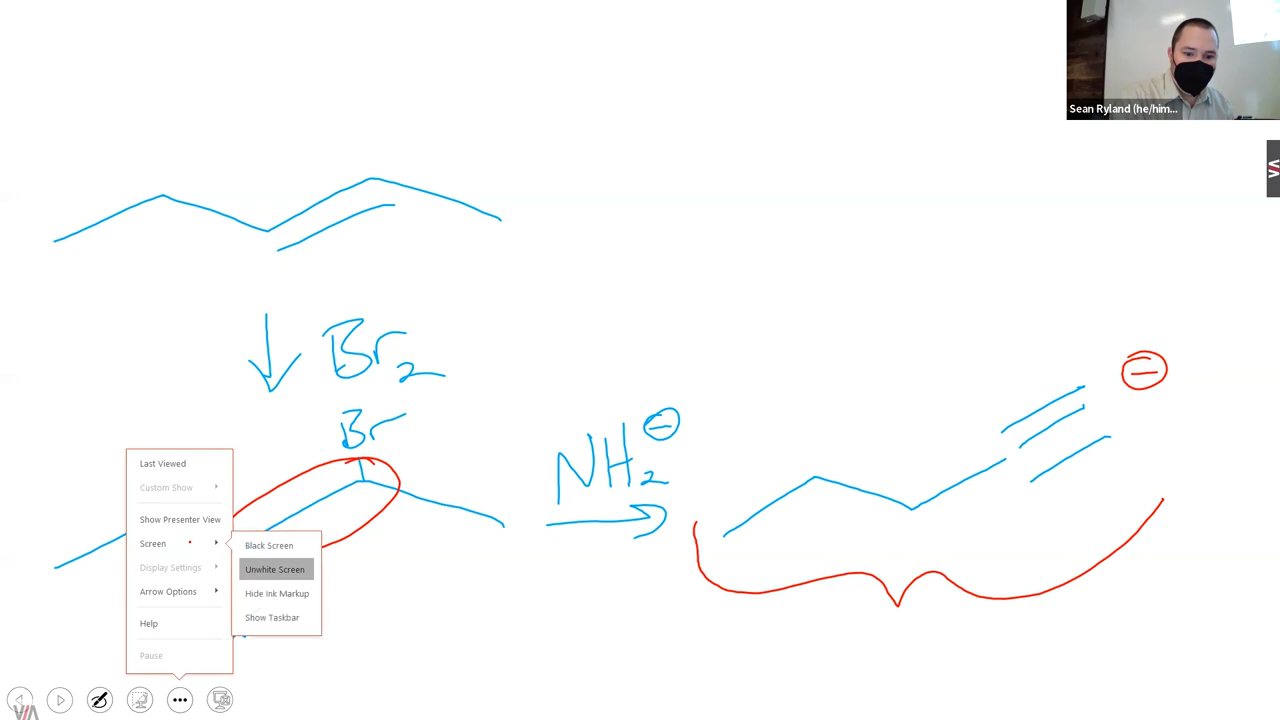 Sean Ryland (he/him...
Br2
Br
NH2 ⊖
⊖
Last Viewed
Custom Show
Show Presenter View
Screen
Display Settings
Arrow Options
Help
Pause
Black Screen
Unwhite Screen
Hide Ink Markup
Show Taskbar